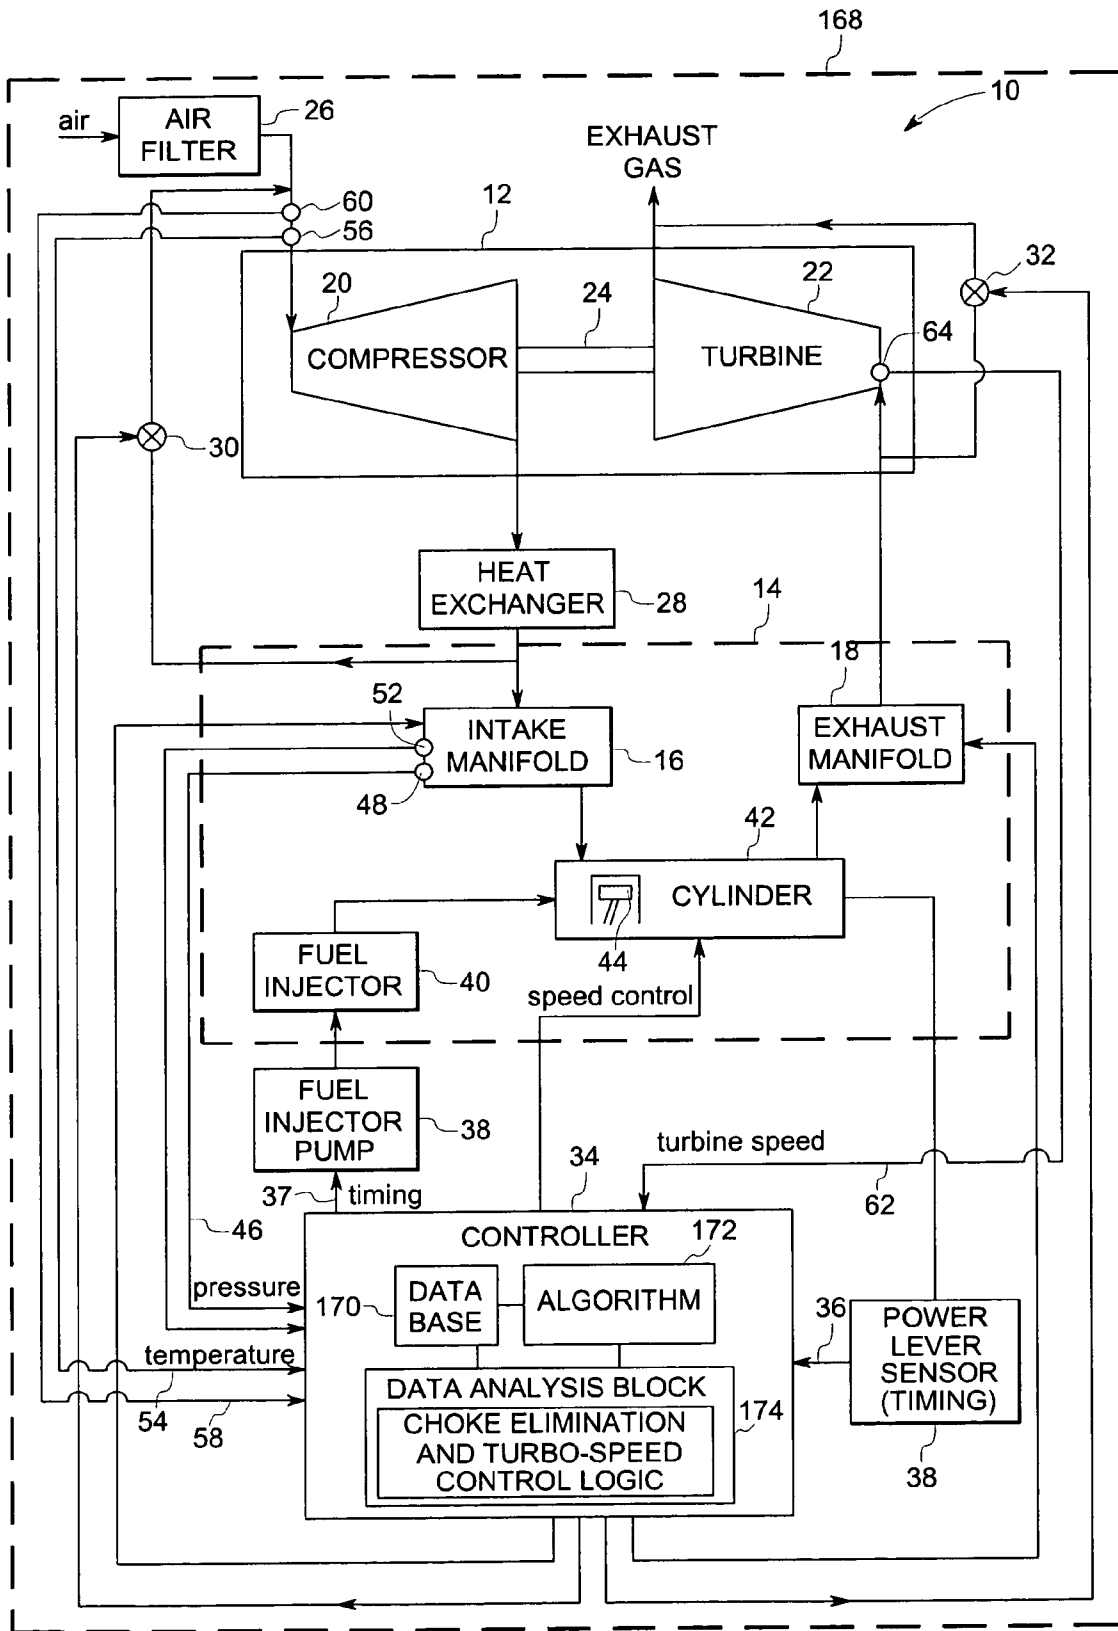 168
10
air
AIR
FILTER
26
EXHAUST
GAS
60
56
12
32
20
COMPRESSOR
24
22
TURBINE
64
30
HEAT
EXCHANGER
28
14
18
52
INTAKE
MANIFOLD
16
EXHAUST
MANIFOLD
48
42
CYLINDER
44
FUEL
INJECTOR
40
speed control
FUEL
INJECTOR
PUMP
38
turbine speed
62
37
timing
34
46
CONTROLLER
172
pressure
170
DATA
BASE
ALGORITHM
36
POWER
LEVER
SENSOR
(TIMING)
temperature
54
58
DATA ANALYSIS BLOCK
174
CHOKE ELIMINATION
AND TURBO-SPEED
CONTROL LOGIC
38